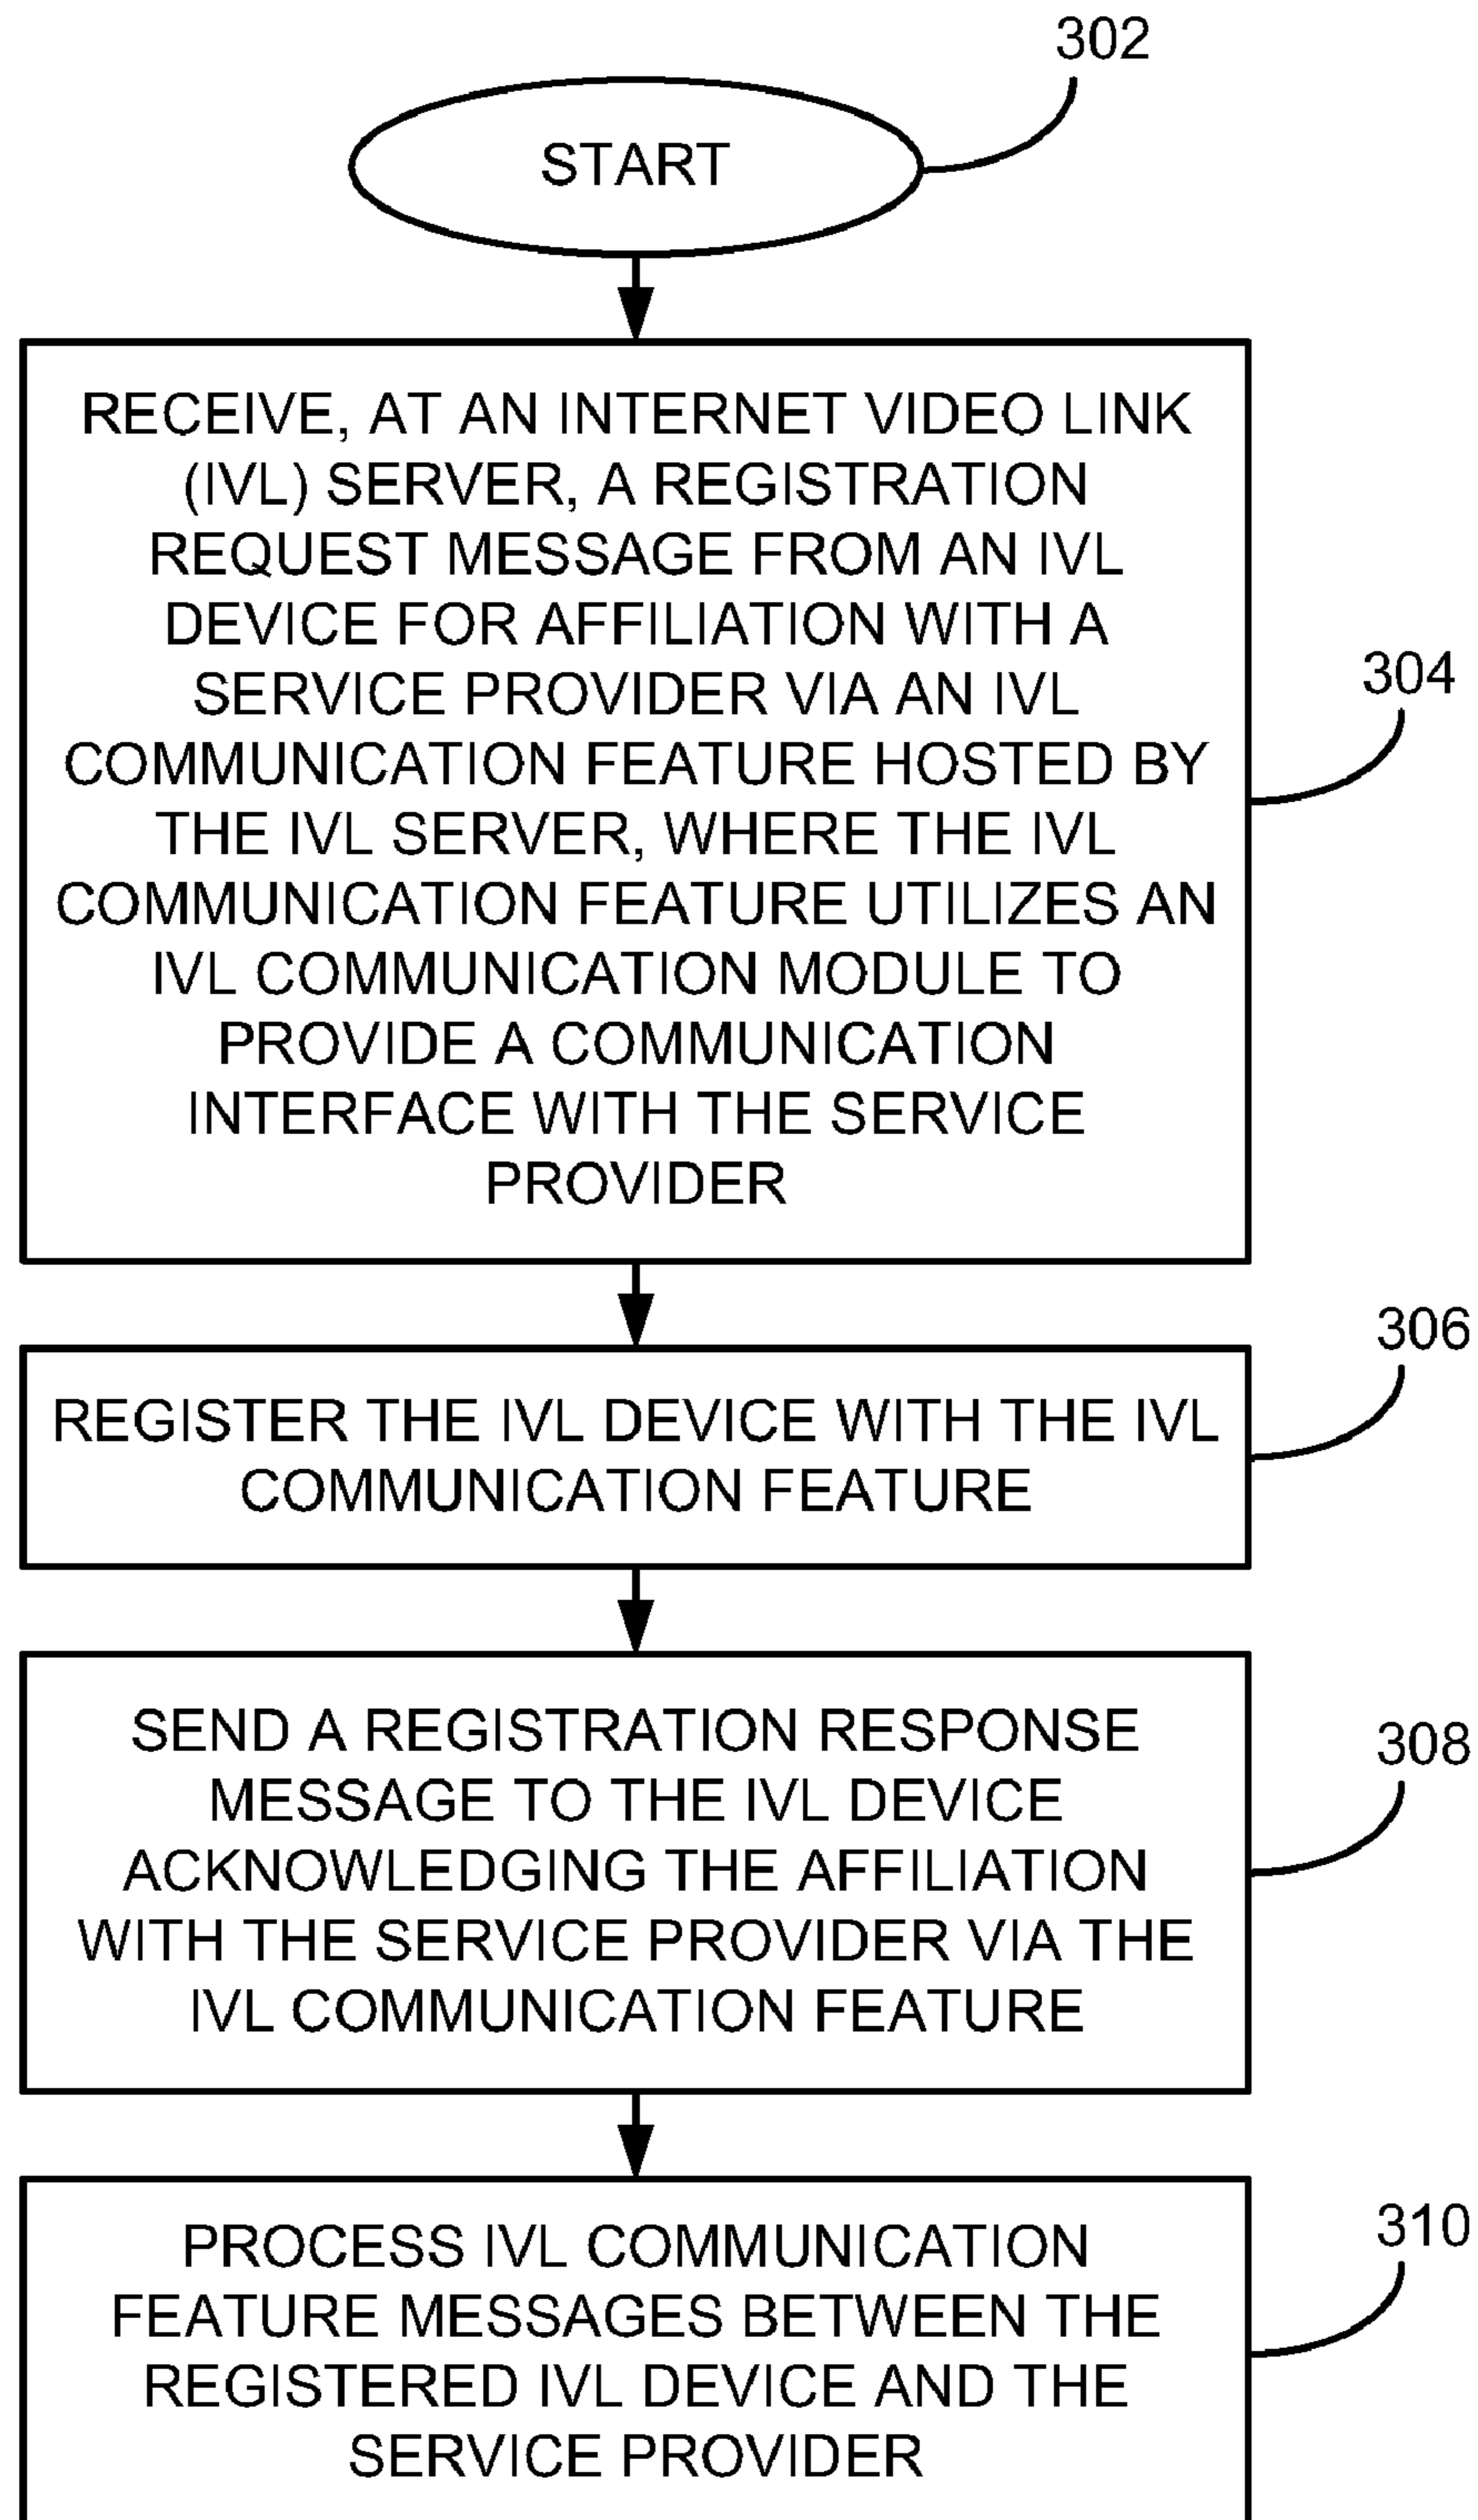 302
START
RECEIVE, AT AN INTERNET VIDEO LINK
(IVL) SERVER, A REGISTRATION
REQUEST MESSAGE FROM AN IVL
DEVICE FOR AFFILIATION WITH A
SERVICE PROVIDER VIA AN IVL
COMMUNICATION FEATURE HOSTED BY
THE IVL SERVER, WHERE THE IVL
COMMUNICATION FEATURE UTILIZES AN
IVL COMMUNICATION MODULE TO
PROVIDE A COMMUNICATION
INTERFACE WITH THE SERVICE
PROVIDER
304
REGISTER THE IVL DEVICE WITH THE IVL
COMMUNICATION FEATURE
306
SEND A REGISTRATION RESPONSE
MESSAGE TO THE IVL DEVICE
ACKNOWLEDGING THE AFFILIATION
WITH THE SERVICE PROVIDER VIA THE
IVL COMMUNICATION FEATURE
308
PROCESS IVL COMMUNICATION
FEATURE MESSAGES BETWEEN THE
REGISTERED IVL DEVICE AND THE
SERVICE PROVIDER
310